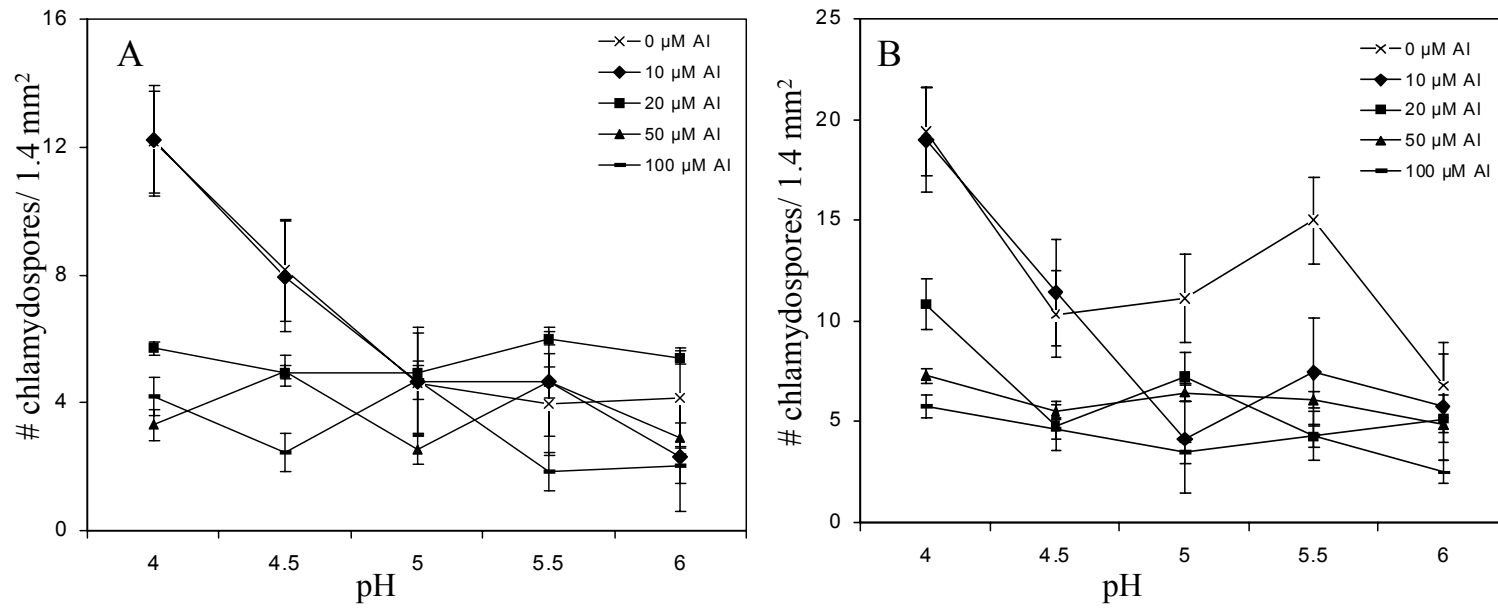 A
# chlamydospores/ 1.4 mm²
16
12
8
4
0
0 µM Al
10 µM Al
20 µM Al
50 µM Al
100 µM Al
4 4.5 5 5.5 6
pH
B
# chlamydospores/ 1.4 mm²
25
20
15
10
5
0
0 µM Al
10 µM Al
20 µM Al
50 µM Al
100 µM Al
4 4.5 5 5.5 6
pH